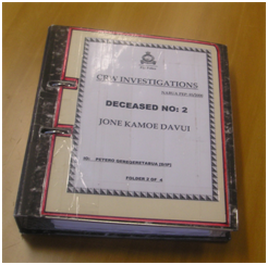 CRW INVESTIGATIONS
DECEASED NO: 2
JONE KAMOE DAVUI
FOLDER 2 OF 4